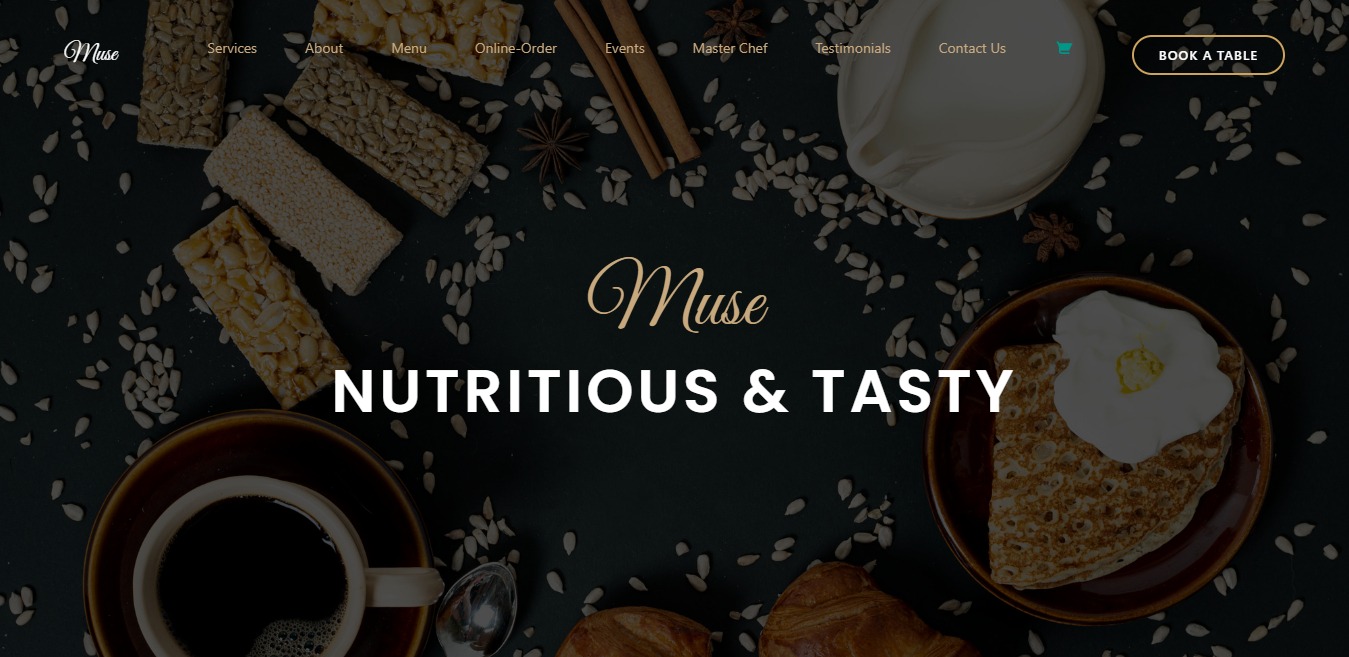 Muse
Services About Menu Online-Order Events Master Chef Testimonials Contact Us BOOK A TABLE
Muse
NUTRITIOUS & TASTY